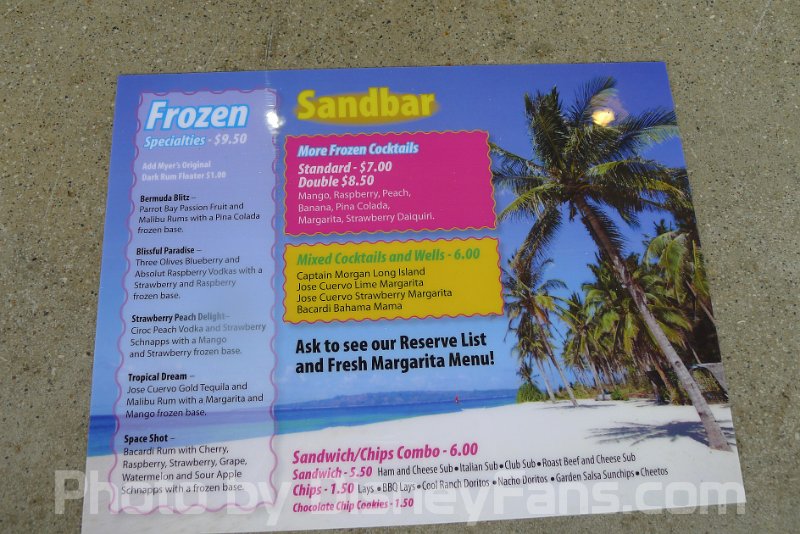 Frozen
Specialties - $9.50
Add Myer's Original
Dark Rum Floater $1.00
Bermuda Blitz –
Parrot Bay Passion Fruit and
Malibu Rums with a Pina Colada
frozen base.
Blissful Paradise –
Three Olives Blueberry and
Absolut Raspberry Vodkas with a
Strawberry and Raspberry
frozen base.
Strawberry Peach Delight–
Ciroc Peach Vodka and Strawberry
Schnapps with a Mango
and Strawberry frozen base.
Tropical Dream –
Jose Cuervo Gold Tequila and
Malibu Rum with a Margarita and
Mango frozen base.
Space Shot –
Bacardi Rum with Cherry,
Raspberry, Strawberry, Grape,
Watermelon and Sour Apple
Schnapps with a frozen base.
Sandbar
More Frozen Cocktails
Standard - $7.00
Double $8.50
Mango, Raspberry, Peach,
Banana, Pina Colada,
Margarita, Strawberry Daiquiri.
Mixed Cocktails and Wells - 6.00
Captain Morgan Long Island
Jose Cuervo Lime Margarita
Jose Cuervo Strawberry Margarita
Bacardi Bahama Mama
Ask to see our Reserve List
and Fresh Margarita Menu!
Sandwich/Chips Combo - 6.00
Sandwich - 5.50 Ham and Cheese Sub • Italian Sub • Club Sub • Roast Beef and Cheese Sub
Chips - 1.50 Lays • BBQ Lays • Cool Ranch Doritos • Nacho Doritos • Garden Salsa Sunchips • Cheetos
Chocolate Chip Cookies - 1.50